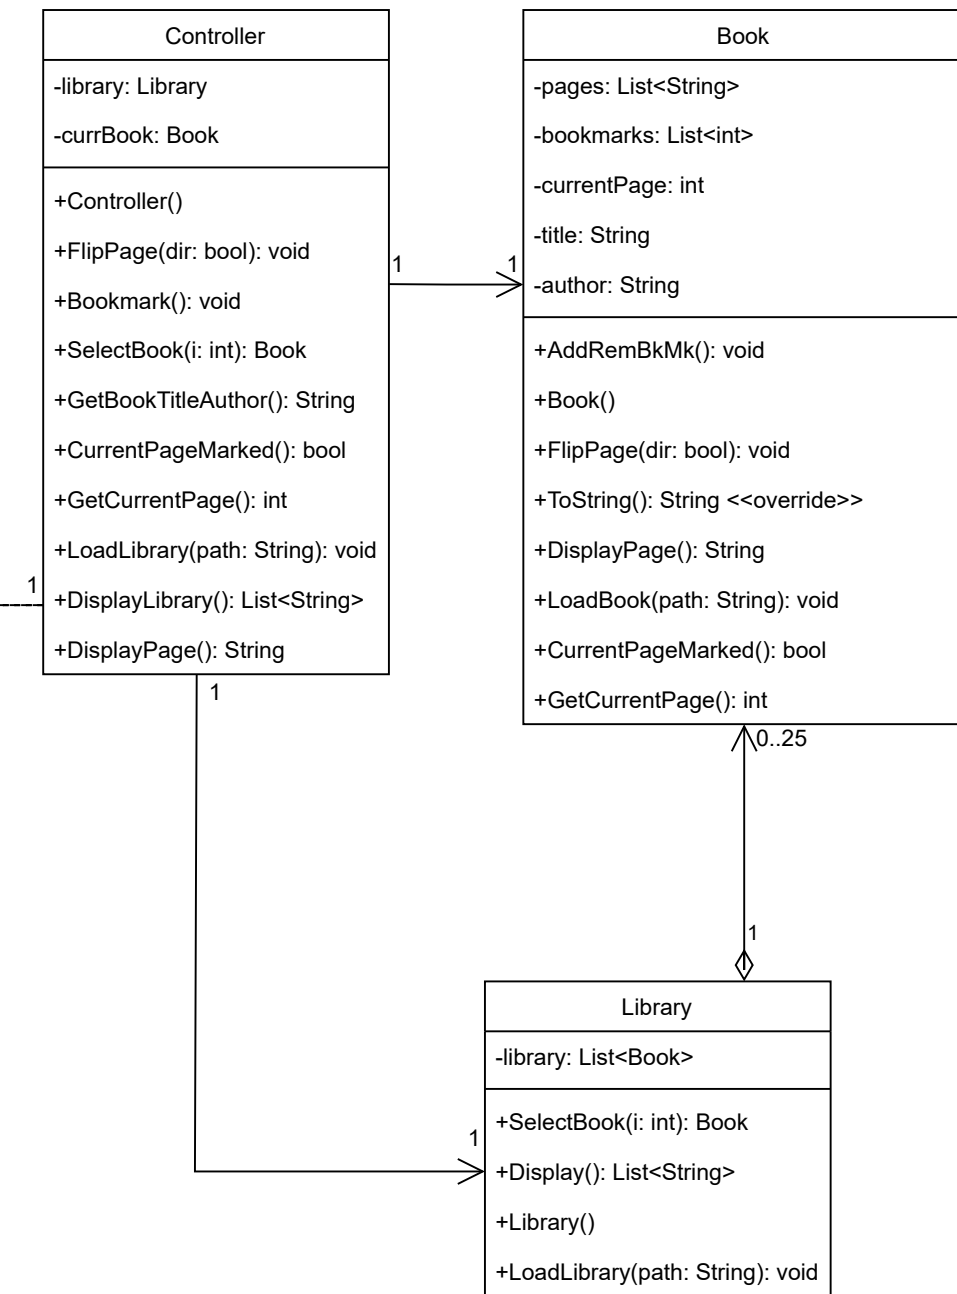 Controller
-library: Library
-currBook: Book
+Controller()
+FlipPage(dir: bool): void
+Bookmark(): void
+SelectBook(i: int): Book
+GetBookTitleAuthor(): String
+CurrentPageMarked(): bool
+GetCurrentPage(): int
+LoadLibrary(path: String): void
+DisplayLibrary(): List<String>
+DisplayPage(): String
1
1
1
1
Book
-pages: List<String>
-bookmarks: List<int>
-currentPage: int
-title: String
-author: String
+AddRemBkMk(): void
+Book()
+FlipPage(dir: bool): void
+ToString(): String <<override>>
+DisplayPage(): String
+LoadBook(path: String): void
+CurrentPageMarked(): bool
+GetCurrentPage(): int
0..25
1
1
Library
-library: List<Book>
+SelectBook(i: int): Book
+Display(): List<String>
+Library()
+LoadLibrary(path: String): void